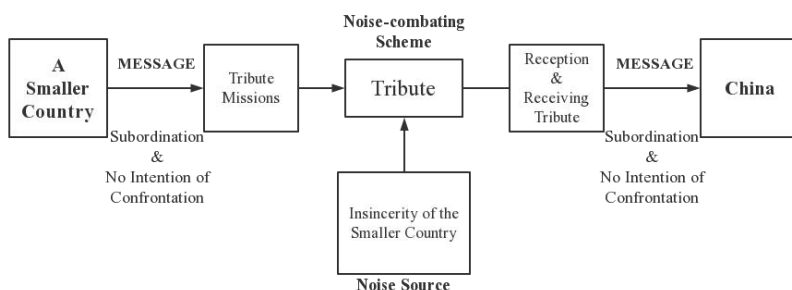 Noise-combating
Scheme
A
Smaller
Country
MESSAGE
Subordination
&
No Intention of
Confrontation
Tribute
Missions
Tribute
Reception
&
Receiving
Tribute
MESSAGE
Subordination
&
No Intention of
Confrontation
China
Insincerity of the
Smaller Country
Noise Source